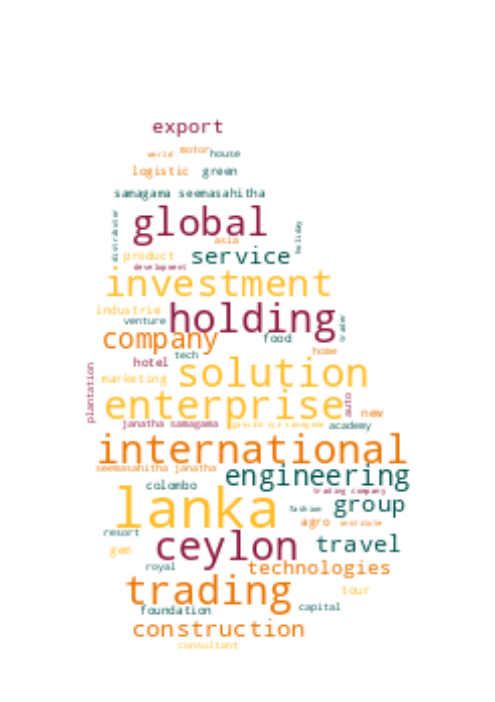 export
world motor house
logistic green
samagama seemasahitha
distributor
global
holiday
asia
product service
development
investment
industrie
venture holding trader
company food
tech home
hotel
solution
marketing
plantation
enterprise auto new
janatha samagama
academy
international
seemasahitha janatha
engineering
colombo
trading company
lanka
fashion group
agro institute
resort
ceylon travel
gem
royal technologies
trading tour
foundation capital
construction
consultant